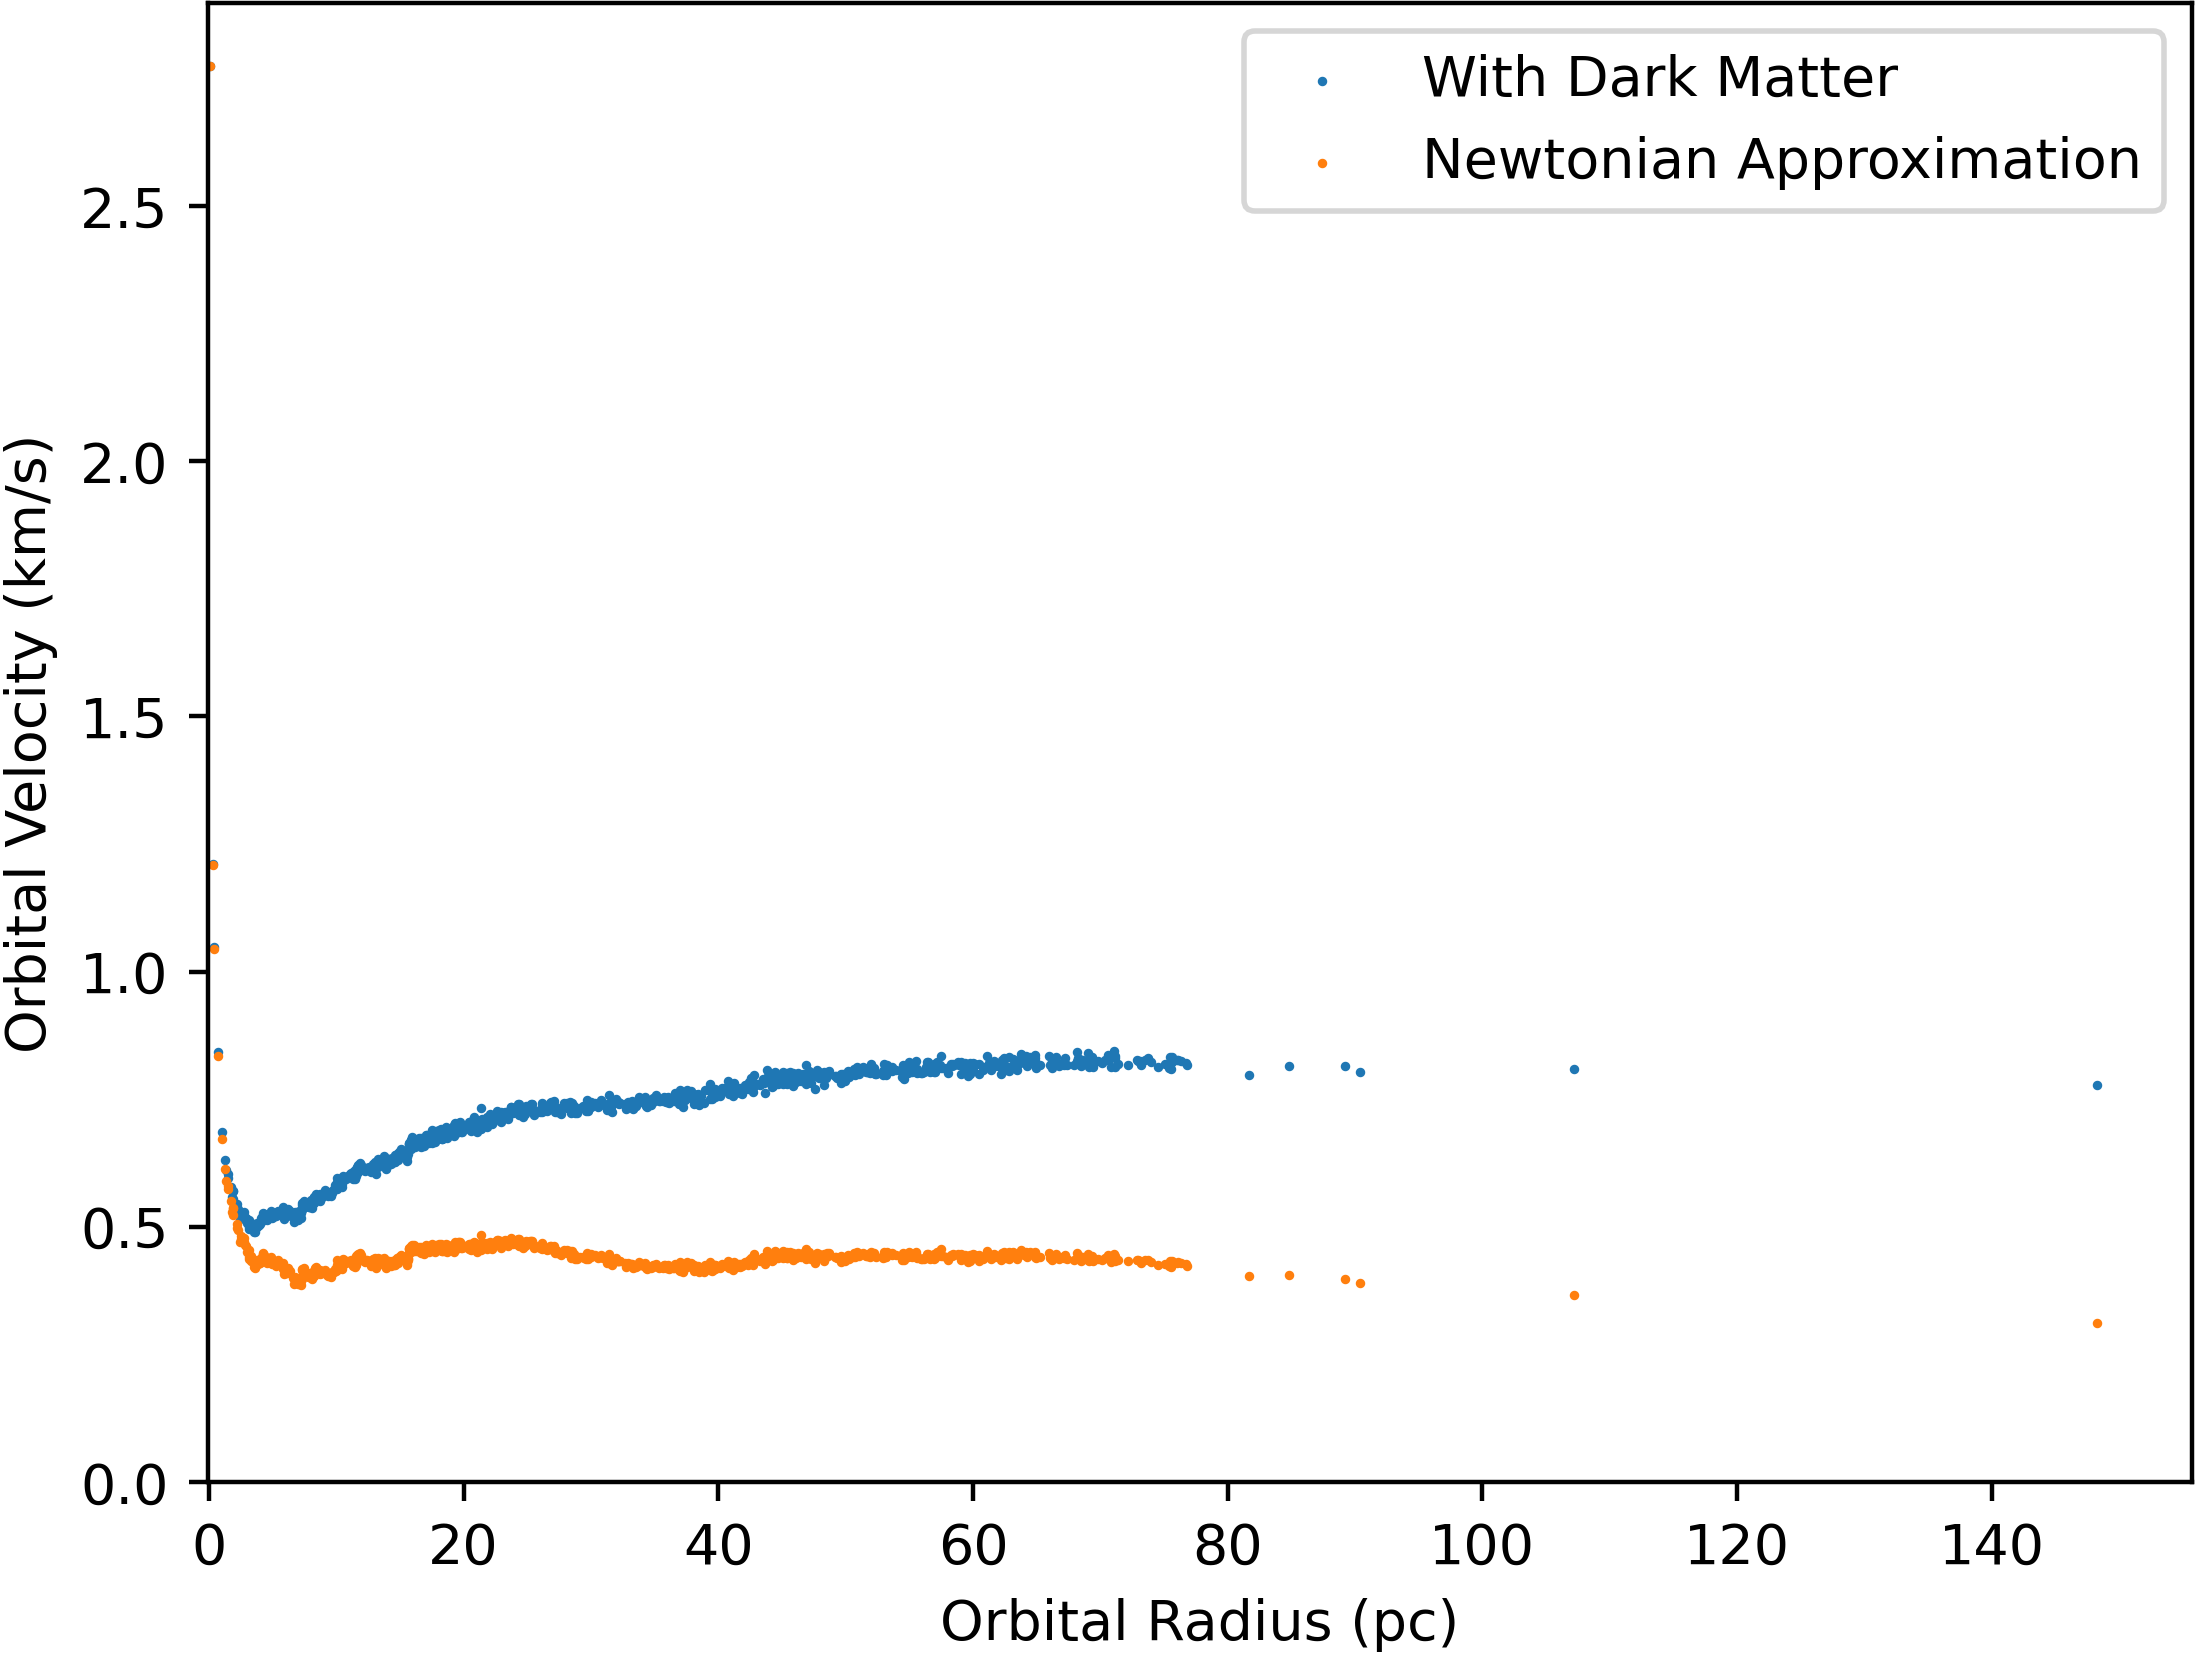 With Dark Matter
Newtonian Approximation
2.5
2.0
1.5
1.0
0.5
0.0
Orbital Velocity (km/s)
0 20 40 60 80 100 120 140
Orbital Radius (pc)